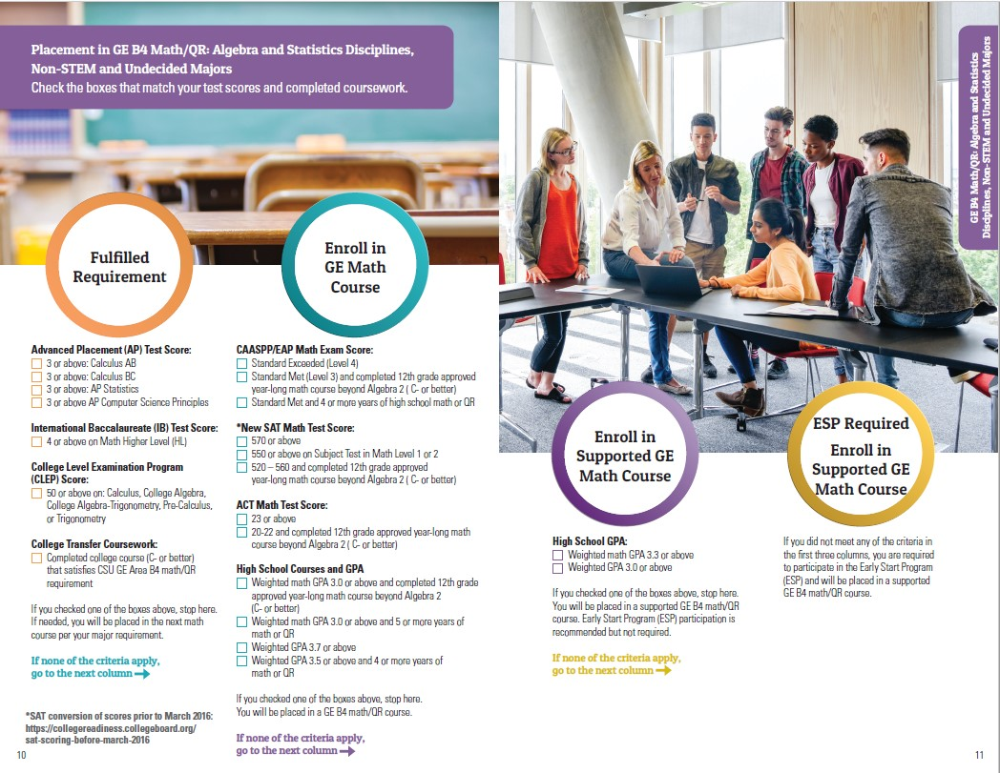 Placement in GE B4 Math/QR: Algebra and Statistics Disciplines,
Non-STEM and Undecided Majors
Check the boxes that match your test scores and completed coursework.
Fulfilled
Requirement
Advanced Placement (AP) Test Score:
3 or above: Calculus AB
3 or above: Calculus BC
3 or above: AP Statistics
3 or above AP Computer Science Principles
International Baccalaureate (IB) Test Score:
4 or above on Math Higher Level (HL)
College Level Examination Program
(CLEP) Score:
50 or above on: Calculus, College Algebra,
College Algebra-Trigonometry, Pre-Calculus,
or Trigonometry
College Transfer Coursework:
Completed college course (C- or better)
that satisfies CSU GE Area B4 math/QR
requirement
If you checked one of the boxes above, stop here.
If needed, you will be placed in the next math
course per your major requirement.
If none of the criteria apply,
go to the next column
*SAT conversion of scores prior to March 2016:
https://collegereadiness.collegeboard.org/
sat-scoring-before-march-2016
10
Enroll in
GE Math
Course
CAASPP/EAP Math Exam Score:
Standard Exceeded (Level 4)
Standard Met (Level 3) and completed 12th grade approved
year-long math course beyond Algebra 2 ( C- or better)
Standard Met and 4 or more years of high school math or QR
*New SAT Math Test Score:
570 or above
550 or above on Subject Test in Math Level 1 or 2
520 – 560 and completed 12th grade approved
year-long math course beyond Algebra 2 ( C- or better)
ACT Math Test Score:
23 or above
20-22 and completed 12th grade approved year-long math
course beyond Algebra 2 ( C- or better)
High School Courses and GPA
Weighted math GPA 3.0 or above and completed 12th grade
approved year-long math course beyond Algebra 2
(C- or better)
Weighted math GPA 3.0 or above and 5 or more years of
math or QR
Weighted GPA 3.7 or above
Weighted GPA 3.5 or above and 4 or more years of
math or QR
If you checked one of the boxes above, stop here.
You will be placed in a GE B4 math/QR course.
If none of the criteria apply,
go to the next column
GE B4 Math/QR: Algebra and Statistics
Disciplines, Non-STEM and Undecided Majors
Enroll in
Supported GE
Math Course
High School GPA:
Weighted math GPA 3.3 or above
Weighted GPA 3.0 or above
If you checked one of the boxes above, stop here.
You will be placed in a supported GE B4 math/QR
course. Early Start Program (ESP) participation is
recommended but not required.
If none of the criteria apply,
go to the next column
ESP Required
Enroll in
Supported GE
Math Course
If you did not meet any of the criteria in
the first three columns, you are required
to participate in the Early Start Program
(ESP) and will be placed in a supported
GE B4 math/QR course.
11